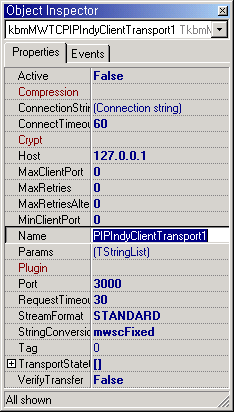 Object Inspector
kbmMWTCPIPIndyClientTransport1 Tkbm
Properties Events
Active False
Compression
ConnectionStrin (Connection string)
ConnectTimeou 60
Crypt
Host 127.0.0.1
MaxClientPort 0
MaxRetries 0
MaxRetriesAlte 0
MinClientPort 0
Name PIPIndyClientTransport1
Params (TStringList)
Plugin
Port 3000
RequestTimeou 30
StreamFormat STANDARD
StringConversio mwscFixed
Tag 0
TransportStatel []
VerifyTransfer False
All shown